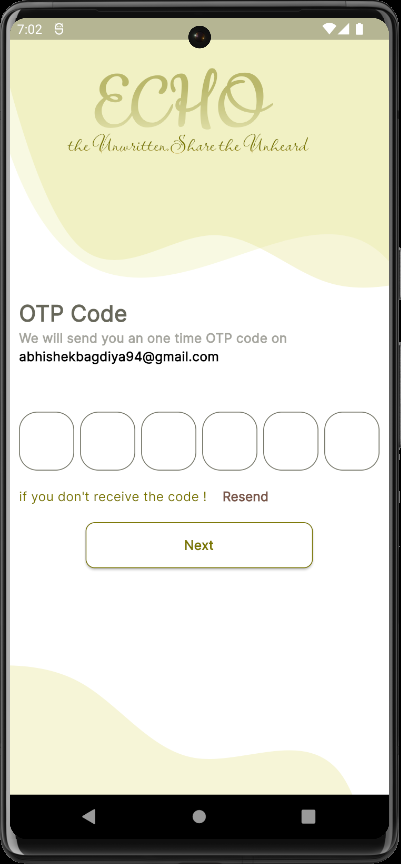 7:02
ECHO
the Unwritten.Share the Unheard
OTP Code
We will send you an one time OTP code on
abhishekbagdiya94@gmail.com
if you don't receive the code ! Resend
Next